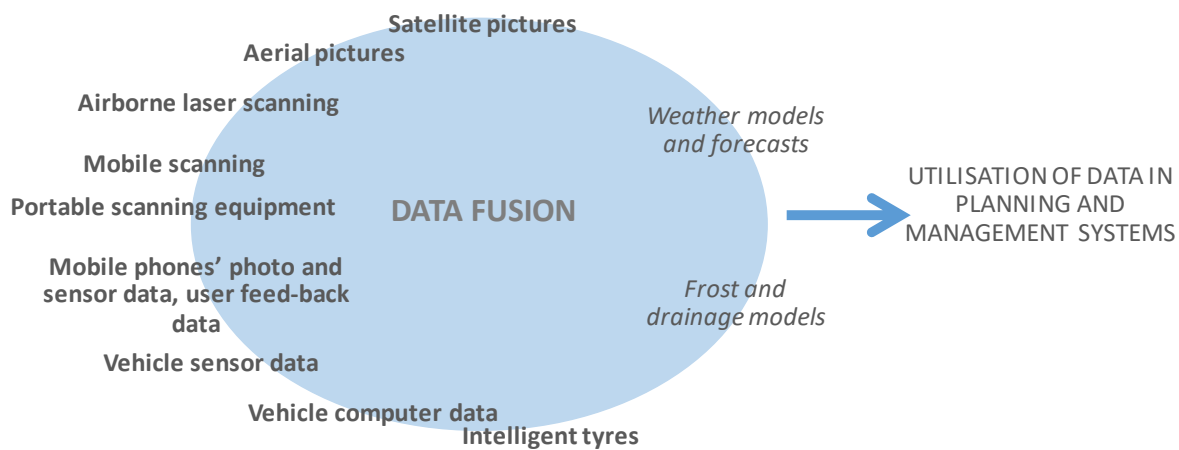 Satellite pictures
Aerial pictures
Airborne laser scanning
Mobile scanning
Portable scanning equipment
Mobile phones’ photo and
sensor data, user feed-back
data
Vehicle sensor data
Vehicle computer data
Intelligent tyres
DATA FUSION
Weather models
and forecasts
Frost and
drainage models
UTILISATION OF DATA IN
PLANNING AND
MANAGEMENT SYSTEMS